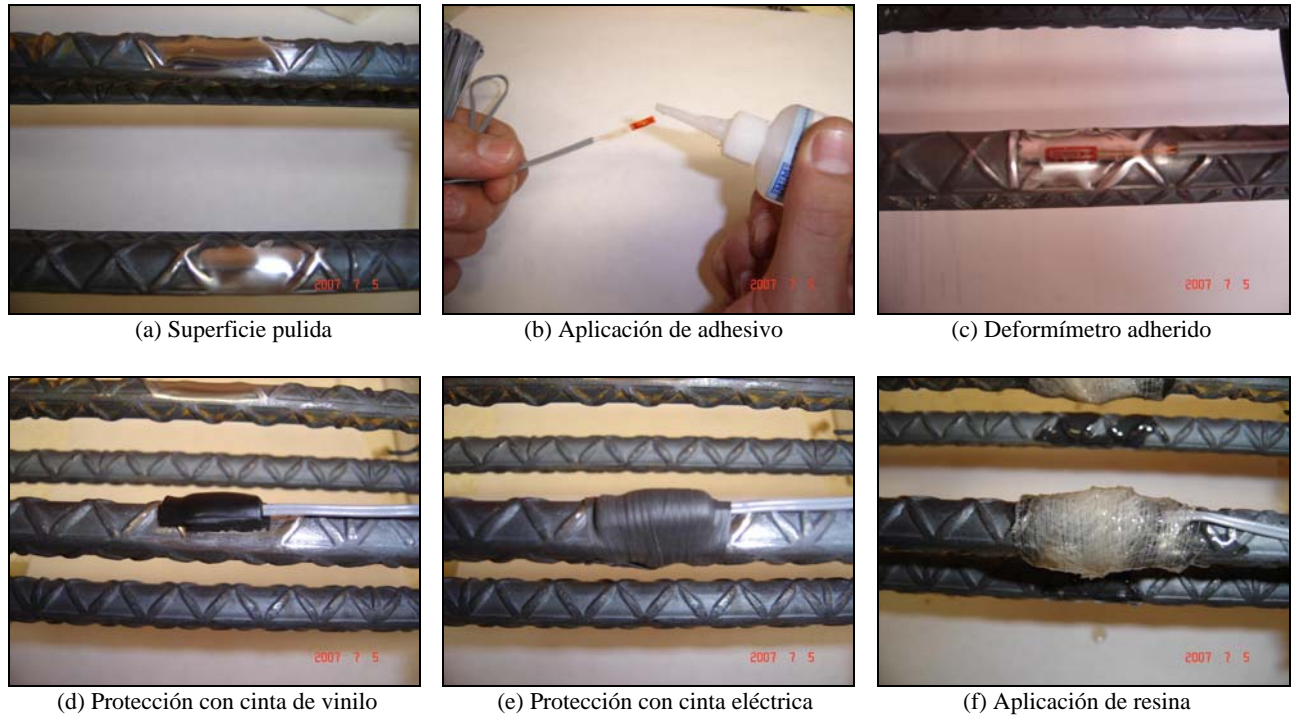 2007 7 5
2007 7 5
2007 7 5
(a) Superficie pulida
(b) Aplicación de adhesivo
(c) Deformímetro adherido
2007 7 5
2007 7 5
2007 7 5
(d) Protección con cinta de vinilo
(e) Protección con cinta eléctrica
(f) Aplicación de resina